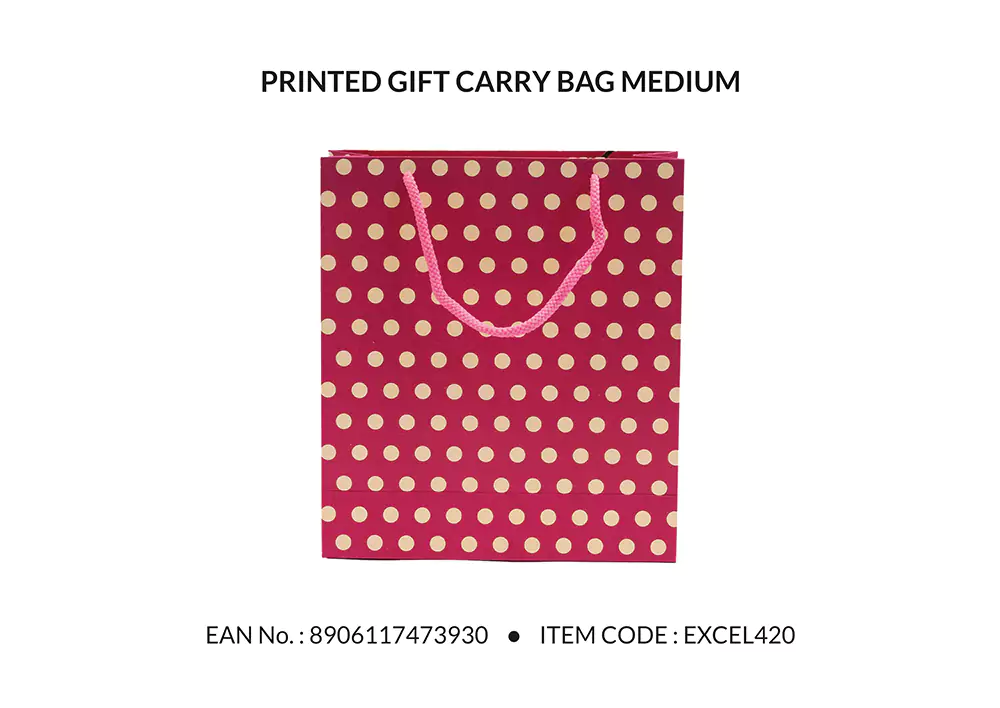 PRINTED GIFT CARRY BAG MEDIUM
EAN No. : 8906117473930 ● ITEM CODE : EXCEL420